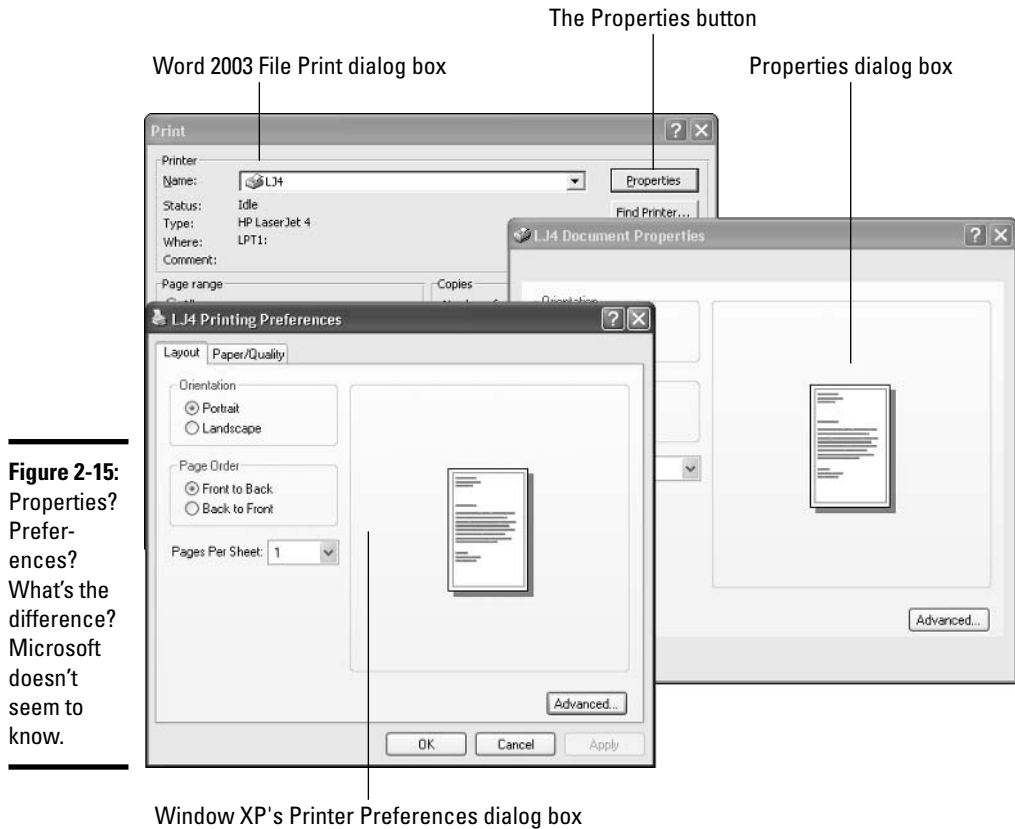 The Properties button
Word 2003 File Print dialog box
Properties dialog box
Print
Printer
Name:
LJ4
Properties
Status:
Idle
Find Printer...
Type:
HP LaserJet 4
Where:
LPT1:
Comment:
Page range
Copies
LJ4 Document Properties
Orientation
Advanced...
LJ4 Printing Preferences
Layout
Paper/Quality
Orientation
Portrait
Landscape
Page Order
Front to Back
Back to Front
Pages Per Sheet:
1
Advanced...
OK
Cancel
Apply
Figure 2-15:
Properties?
Prefer-
ences?
What's the
difference?
Microsoft
doesn't
seem to
know.
Window XP's Printer Preferences dialog box